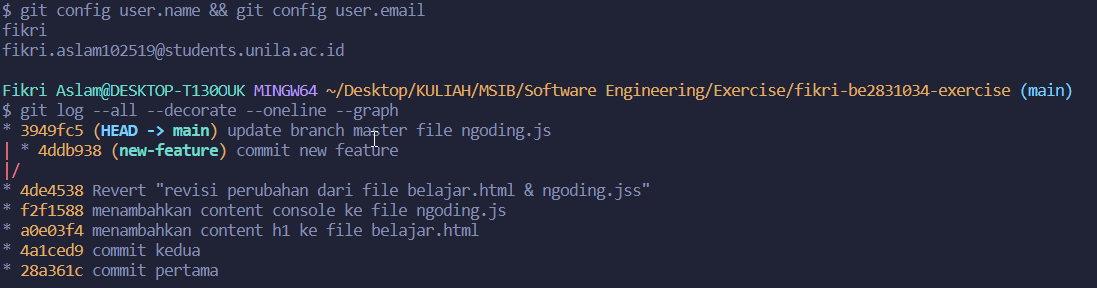 $ git config user.name && git config user.email
fikri
fikri.aslam102519@students.unila.ac.id
Fikri Aslam@DESKTOP-T130OUK MINGW64 ~/Desktop/KULIAH/MSIB/Software Engineering/Exercise/fikri-be2831034-exercise (main)
$ git log --all --decorate --oneline --graph
* 3949fc5 (HEAD -> main) update branch master file ngoding.js
| * 4ddb938 (new-feature) commit new feature
|/
* 4de4538 Revert "revisi perubahan dari file belajar.html & ngoding.jss"
* f2f1588 menambahkan content console ke file ngoding.js
* a0e03f4 menambahkan content h1 ke file belajar.html
* 4a1ced9 commit kedua
* 28a361c commit pertama